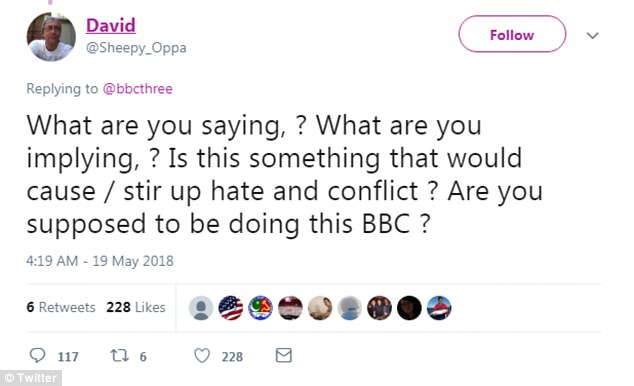 David
@Sheepy_Oppa
Follow
Replying to @bbcthree
What are you saying, ? What are you
implying, ? Is this something that would
cause / stir up hate and conflict ? Are you
supposed to be doing this BBC ?
4:19 AM - 19 May 2018
6 Retweets 228 Likes
117 6 228
© Twitter